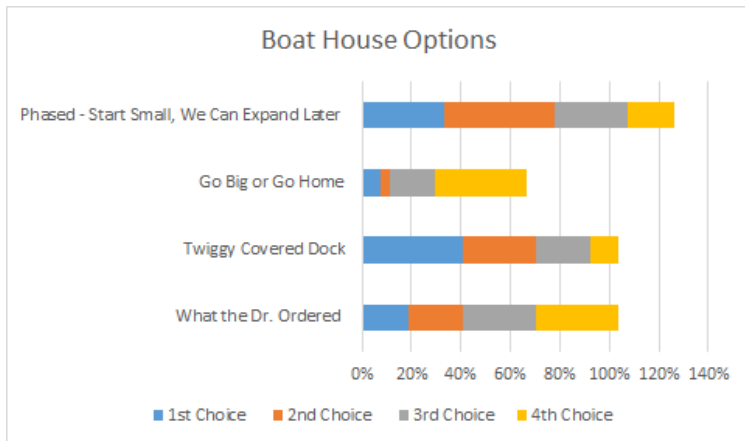 Boat House Options
Phased - Start Small, We Can Expand Later
Go Big or Go Home
Twiggy Covered Dock
What the Dr. Ordered
0% 20% 40% 60% 80% 100% 120% 140%
1st Choice 2nd Choice 3rd Choice 4th Choice